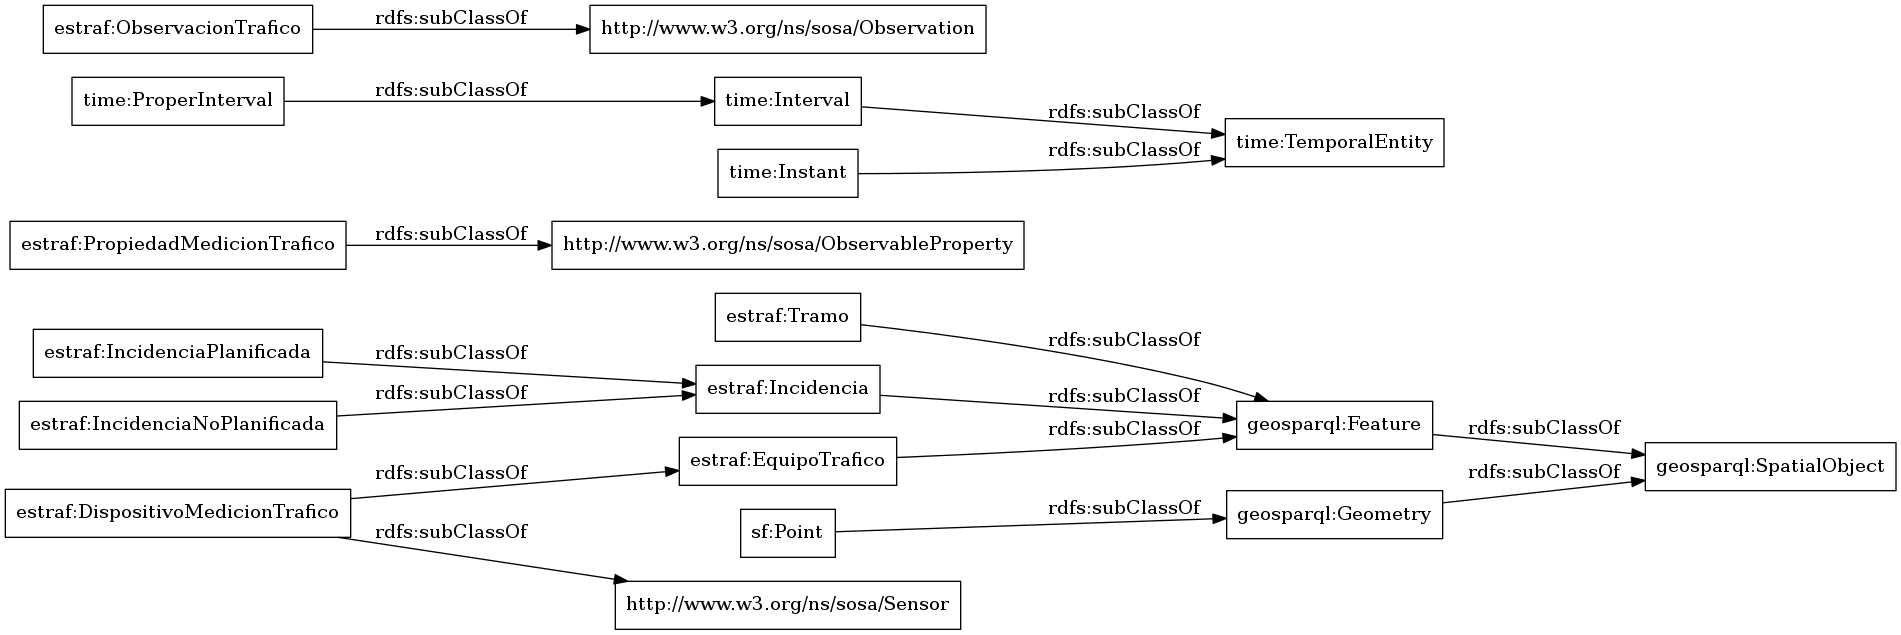 estraf:ObservacionTrafico
rdfs:subClassOf
http://www.w3.org/ns/sosa/Observation
time:ProperInterval
rdfs:subClassOf
time:Interval
rdfs:subClassOf
time:TemporalEntity
time:Instant
rdfs:subClassOf
estraf:PropiedadMedicionTrafico
rdfs:subClassOf
http://www.w3.org/ns/sosa/ObservableProperty
estraf:Tramo
rdfs:subClassOf
estraf:IncidenciaPlanificada
rdfs:subClassOf
estraf:Incidencia
rdfs:subClassOf
estraf:IncidenciaNoPlanificada
rdfs:subClassOf
geosparql:Feature
rdfs:subClassOf
geosparql:SpatialObject
estraf:EquipoTrafico
rdfs:subClassOf
estraf:DispositivoMedicionTrafico
rdfs:subClassOf
rdfs:subClassOf
sf:Point
rdfs:subClassOf
geosparql:Geometry
rdfs:subClassOf
http://www.w3.org/ns/sosa/Sensor